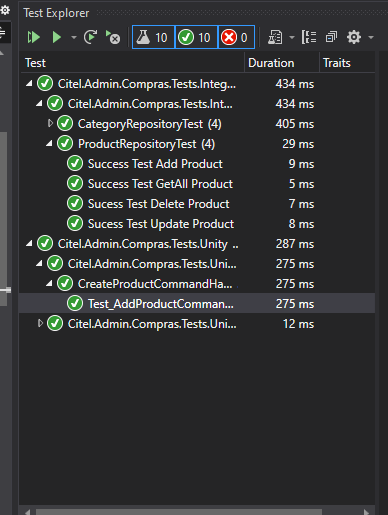 Test Explorer
10 10 0
Test Duration Traits
Citel.Admin.Compras.Tests.Integ... 434 ms
Citel.Admin.Compras.Tests.Int... 434 ms
CategoryRepositoryTest (4) 405 ms
ProductRepositoryTest (4) 29 ms
Success Test Add Product 9 ms
Success Test GetAll Product 5 ms
Sucess Test Delete Product 7 ms
Sucess Test Update Product 8 ms
Citel.Admin.Compras.Tests.Unity ... 287 ms
Citel.Admin.Compras.Tests.Uni... 275 ms
CreateProductCommandHa... 275 ms
Test_AddProductComman... 275 ms
Citel.Admin.Compras.Tests.Uni... 12 ms